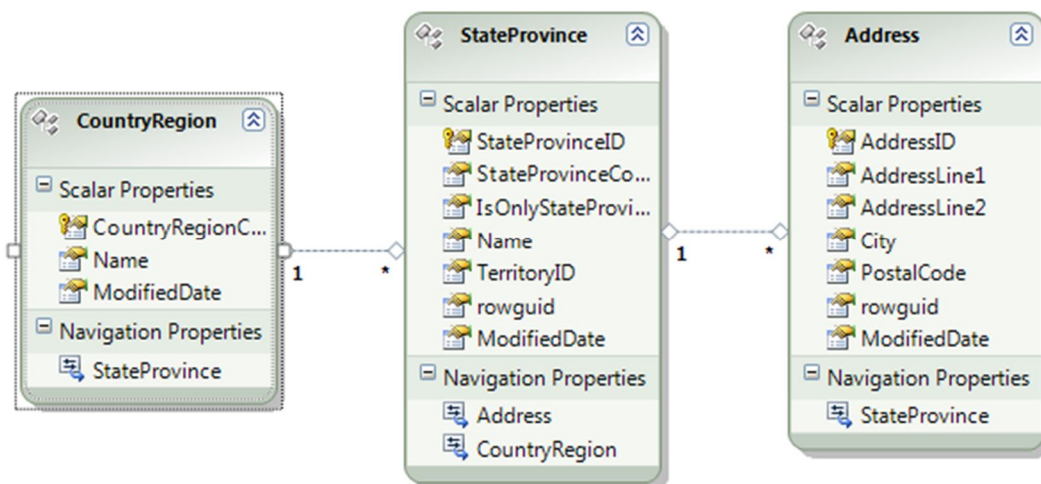 CountryRegion
Scalar Properties
CountryRegionC...
Name
ModifiedDate
Navigation Properties
StateProvince
1
*
StateProvince
Scalar Properties
StateProvinceID
StateProvinceCo...
IsOnlyStateProvi...
Name
TerritoryID
rowguid
ModifiedDate
Navigation Properties
Address
CountryRegion
1
*
Address
Scalar Properties
AddressID
AddressLine1
AddressLine2
City
PostalCode
rowguid
ModifiedDate
Navigation Properties
StateProvince